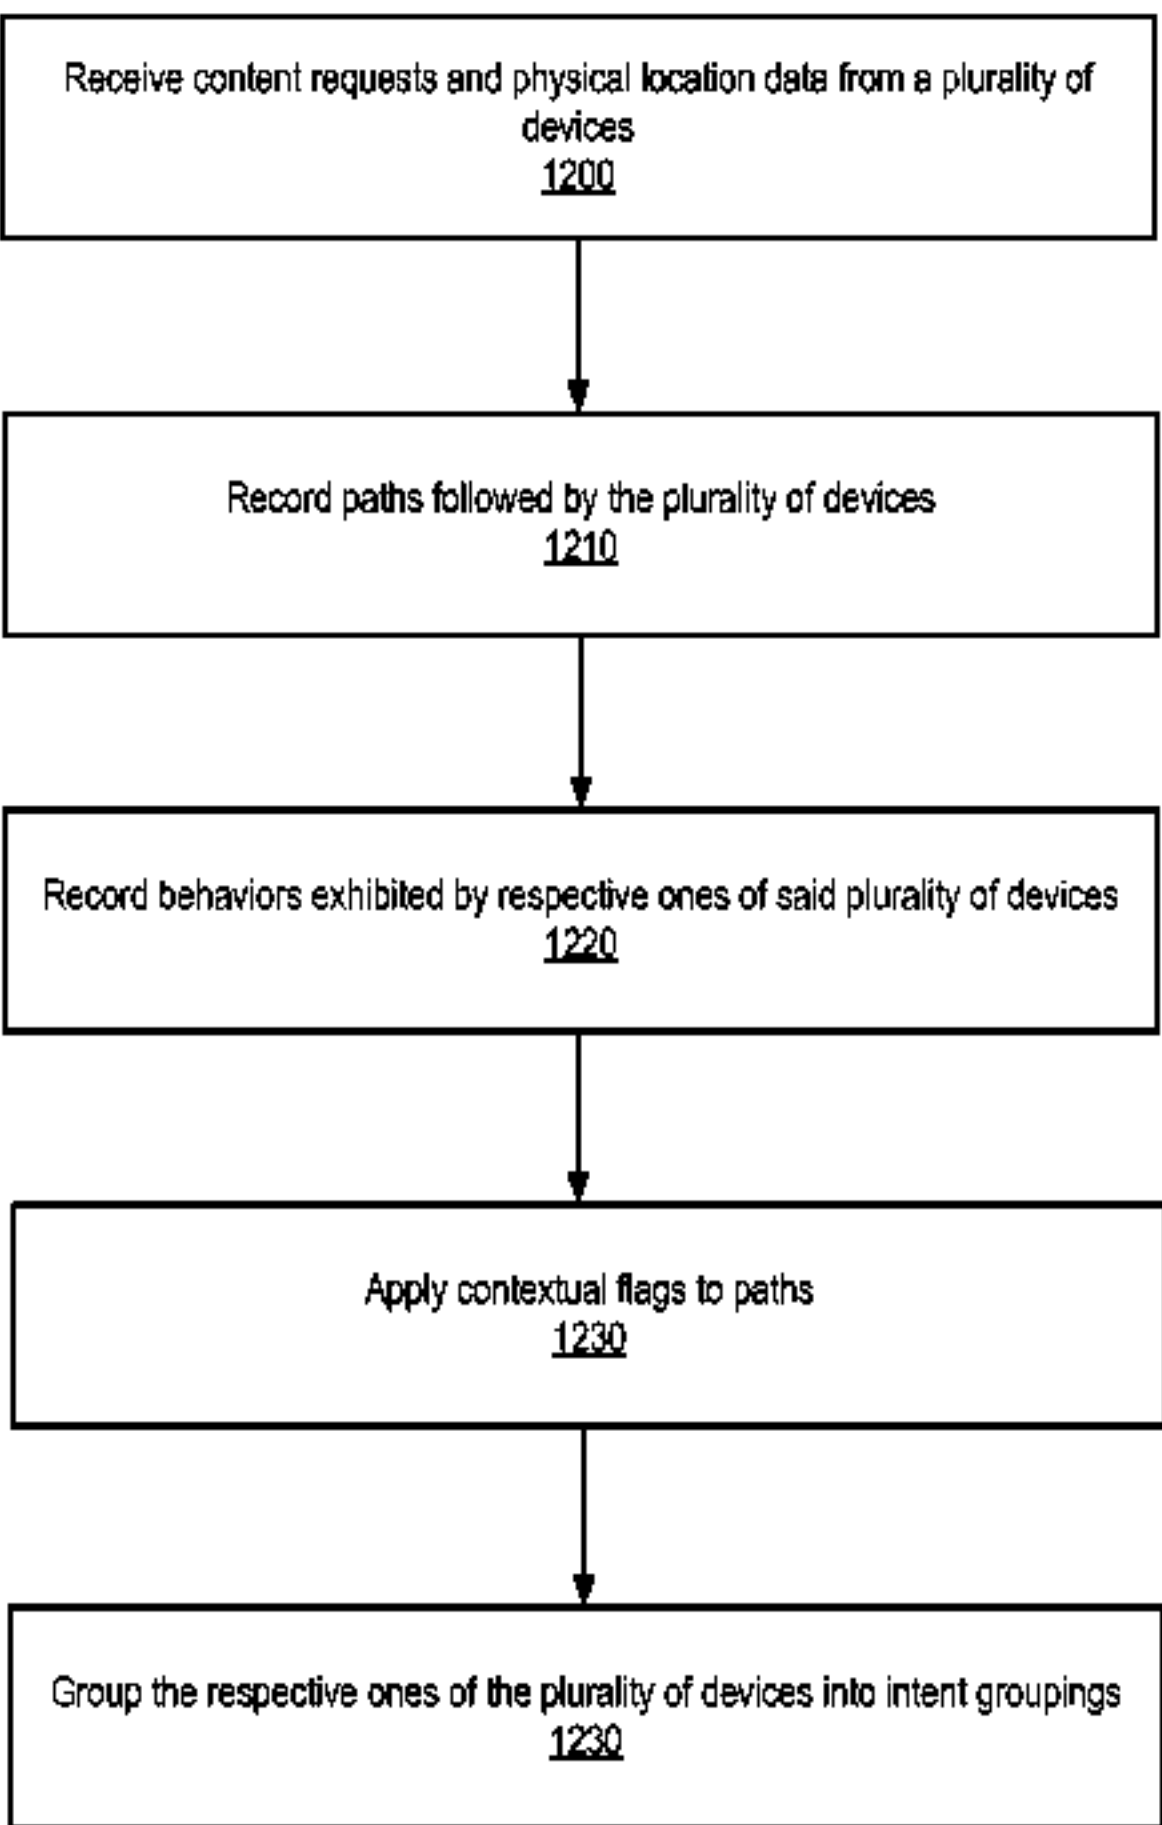 Receive content requests and physical location data from a plurality of
devices
1200
Record paths followed by the plurality of devices
1210
Record behaviors exhibited by respective ones of said plurality of devices
1220
Apply contextual flags to paths
1230
Group the respective ones of the plurality of devices into intent groupings
1230